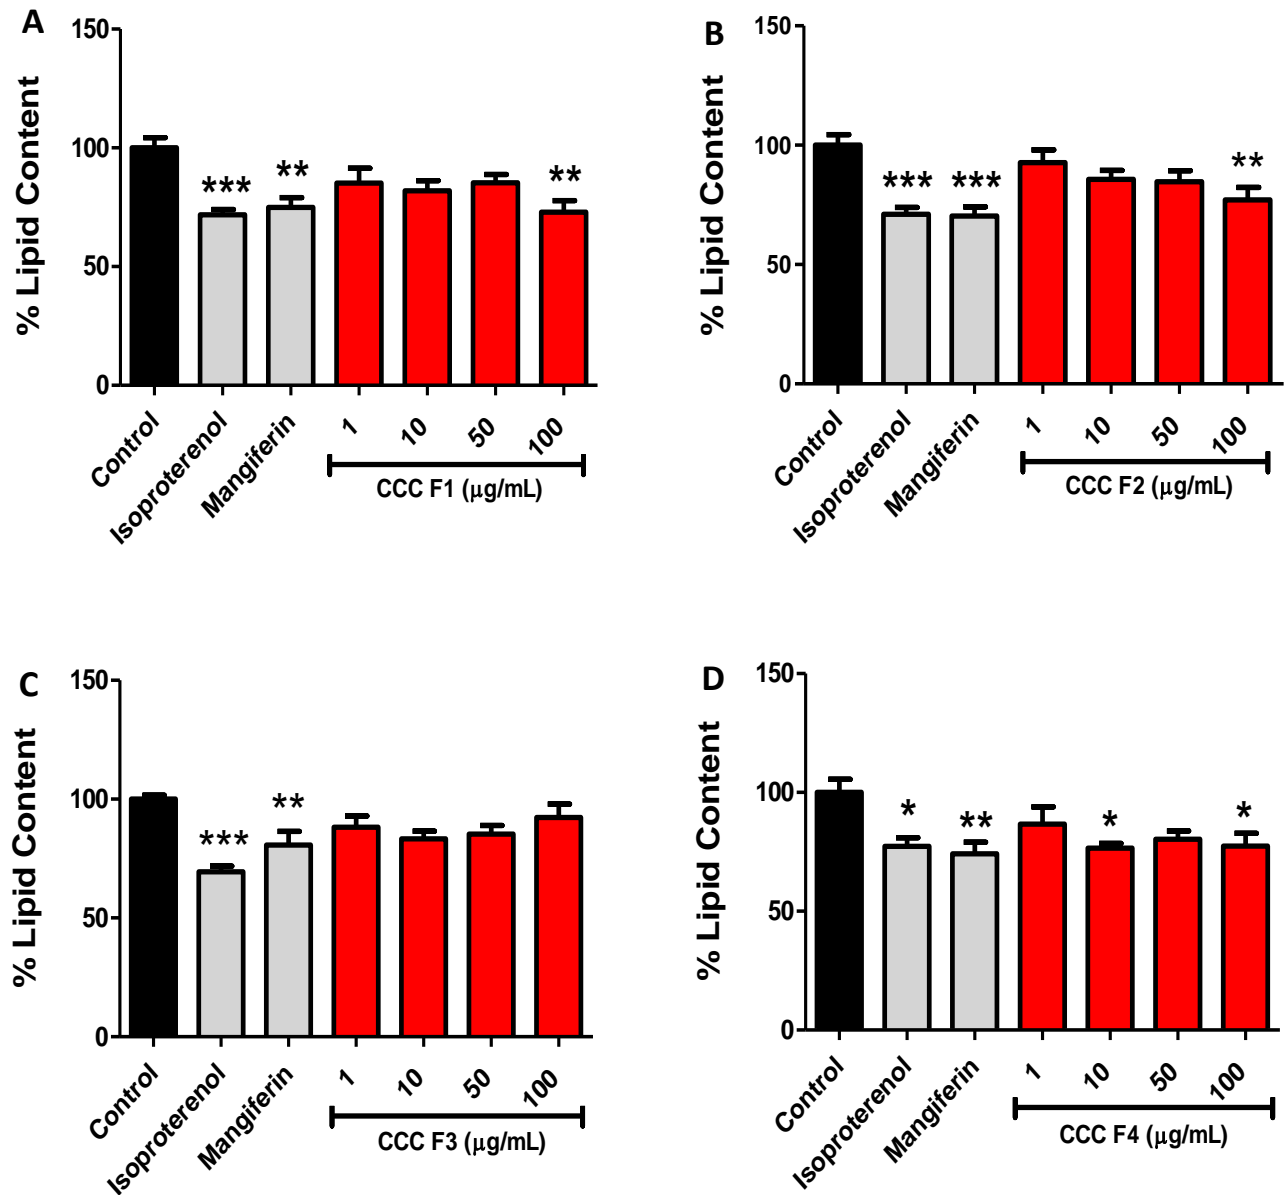 A
% Lipid Content
150
100
50
0
***
**
**
Control
Isoproterenol
Mangiferin
1
10
50
100
CCC F1 (μg/mL)
B
% Lipid Content
150
100
50
0
***
***
**
Control
Isoproterenol
Mangiferin
1
10
50
100
CCC F2 (μg/mL)
C
% Lipid Content
150
100
50
0
***
**
Control
Isoproterenol
Mangiferin
1
10
50
100
CCC F3 (μg/mL)
D
% Lipid Content
150
100
50
0
*
**
*
*
Control
Isoproterenol
Mangiferin
1
10
50
100
CCC F4 (μg/mL)